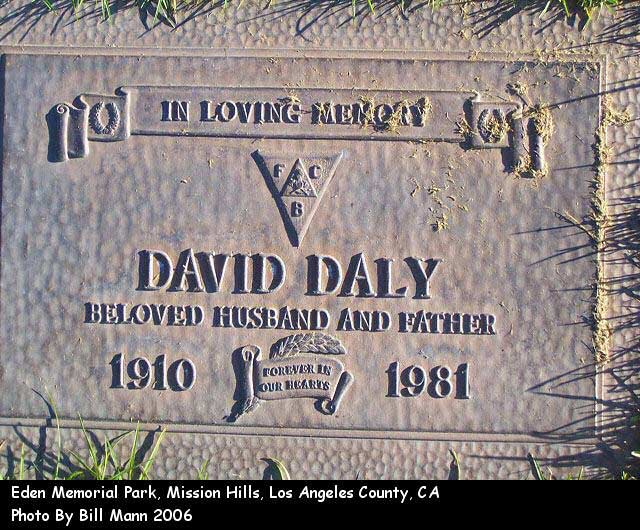 IN LOVING MEMORY
F C
B
DAVID DALY
BELOVED HUSBAND AND FATHER
1910
FOREVER IN
OUR HEARTS
1981
Eden Memorial Park, Mission Hills, Los Angeles County, CA
Photo By Bill Mann 2006